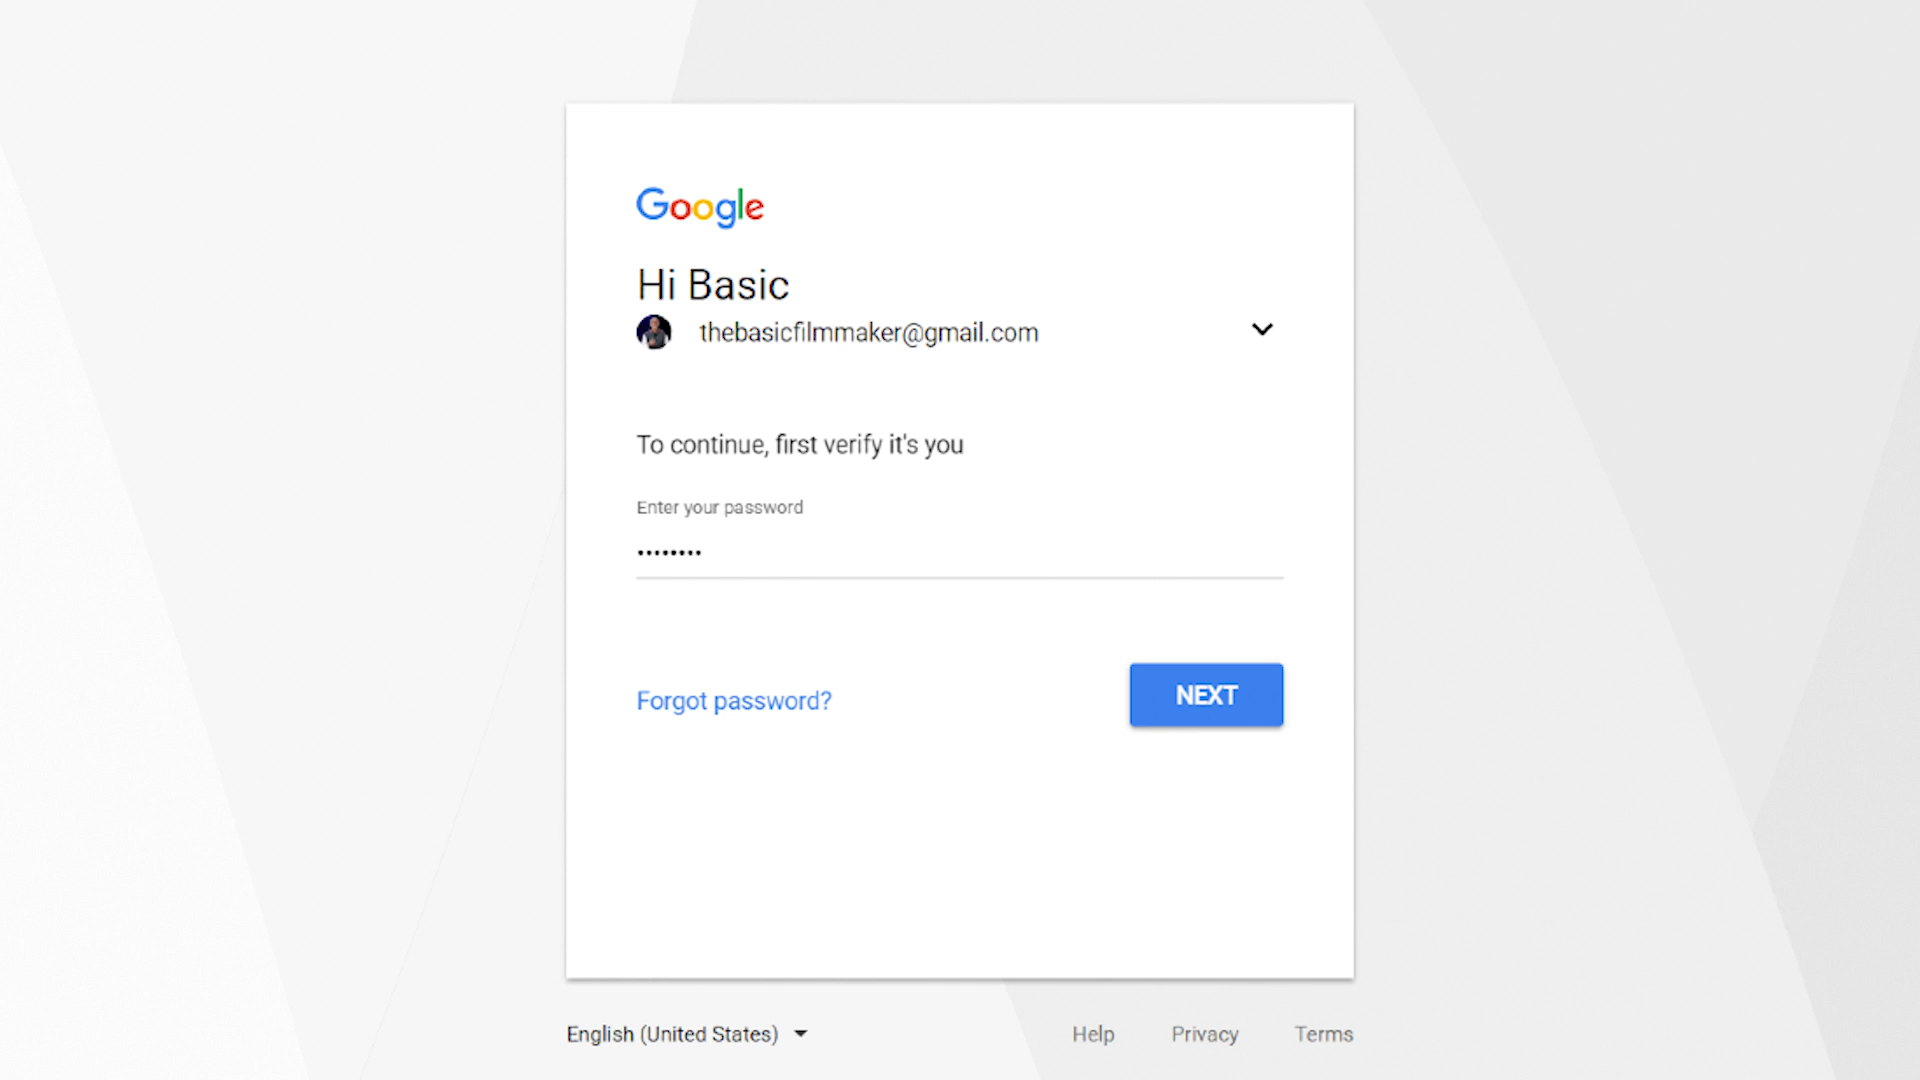 Google
Hi Basic
thebasicfilmmaker@gmail.com
To continue, first verify it's you
Enter your password
••••••••
Forgot password?
NEXT
English (United States)
Help Privacy Terms